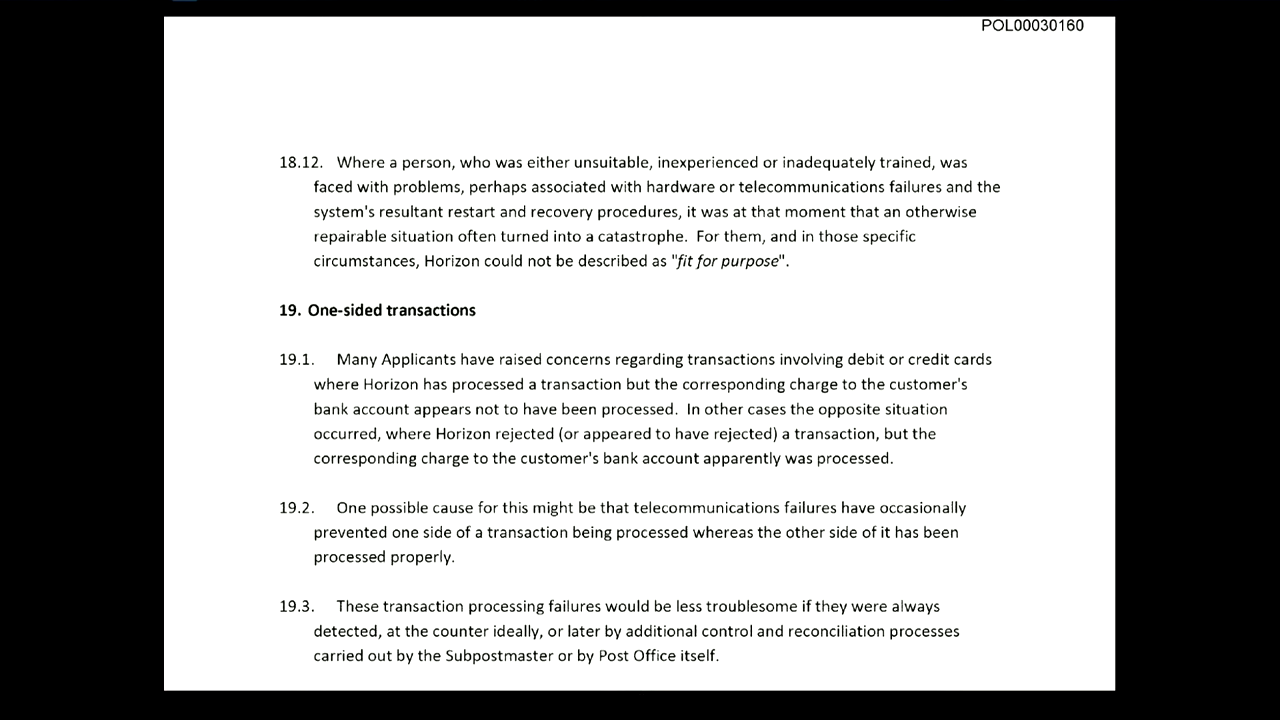 POL00030160
18.12. Where a person, who was either unsuitable, inexperienced or inadequately trained, was
faced with problems, perhaps associated with hardware or telecommunications failures and the
system's resultant restart and recovery procedures, it was at that moment that an otherwise
repairable situation often turned into a catastrophe. For them, and in those specific
circumstances, Horizon could not be described as "fit for purpose".
19. One-sided transactions
19.1. Many Applicants have raised concerns regarding transactions involving debit or credit cards
where Horizon has processed a transaction but the corresponding charge to the customer's
bank account appears not to have been processed. In other cases the opposite situation
occurred, where Horizon rejected (or appeared to have rejected) a transaction, but the
corresponding charge to the customer's bank account apparently was processed.
19.2. One possible cause for this might be that telecommunications failures have occasionally
prevented one side of a transaction being processed whereas the other side of it has been
processed properly.
19.3. These transaction processing failures would be less troublesome if they were always
detected, at the counter ideally, or later by additional control and reconciliation processes
carried out by the Subpostmaster or by Post Office itself.